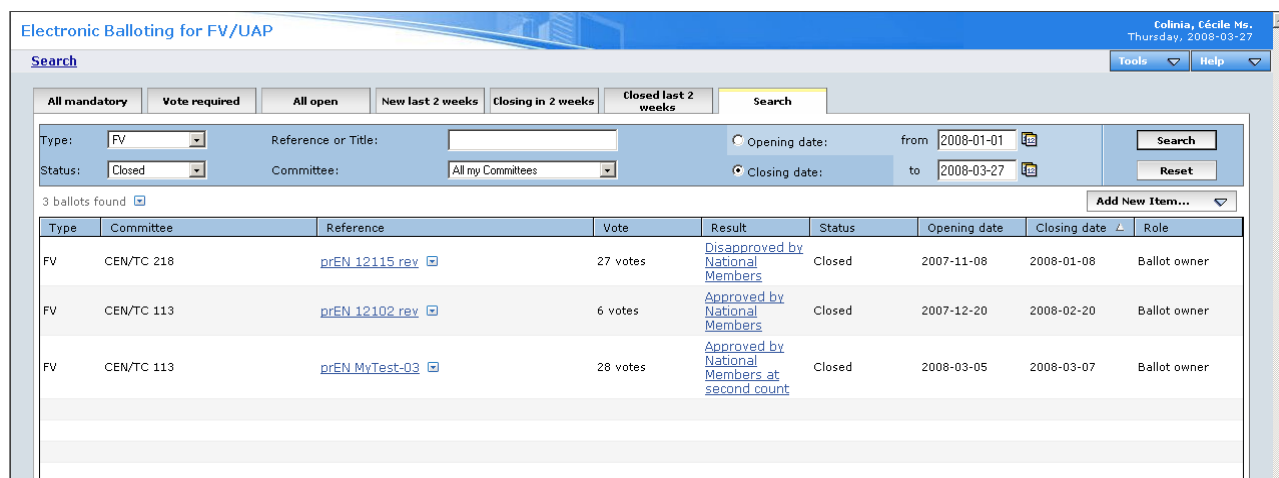 Electronic Balloting for FV/UAP
Colinia, Cécile Ms.
Thursday, 2008-03-27
Search
Tools Help
All mandatory Vote required All open New last 2 weeks Closing in 2 weeks Closed last 2 weeks Search
Type: FV Reference or Title: Opening date: from 2008-01-01 Search
Status: Closed Committee: All my Committees Closing date: to 2008-03-27 Reset
3 ballots found Add New Item...
Type Committee Reference Vote Result Status Opening date Closing date Role
FV CEN/TC 218 prEN 12115 rev 27 votes Disapproved by National Members Closed 2007-11-08 2008-01-08 Ballot owner
FV CEN/TC 113 prEN 12102 rev 6 votes Approved by National Members Closed 2007-12-20 2008-02-20 Ballot owner
FV CEN/TC 113 prEN MyTest-03 28 votes Approved by National Members at second count Closed 2008-03-05 2008-03-07 Ballot owner